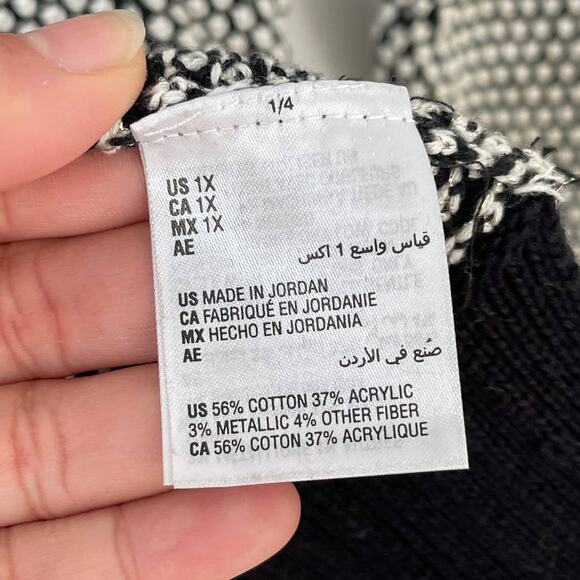 1/4
US 1X
CA 1X
MX 1X
AE قياس واسع 1 اكس
US MADE IN JORDAN
CA FABRIQUÉ EN JORDANIE
MX HECHO EN JORDANIA
AE صُنع في الأردن
US 56% COTTON 37% ACRYLIC
3% METALLIC 4% OTHER FIBER
CA 56% COTON 37% ACRYLIQUE